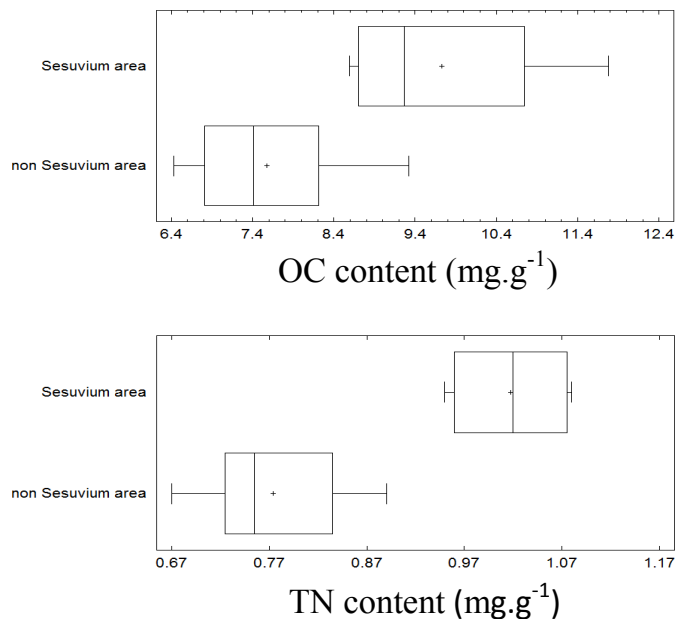 Sesuvium area
non Sesuvium area
6.4 7.4 8.4 9.4 10.4 11.4 12.4
OC content (mg.g⁻¹)
Sesuvium area
non Sesuvium area
0.67 0.77 0.87 0.97 1.07 1.17
TN content (mg.g⁻¹)